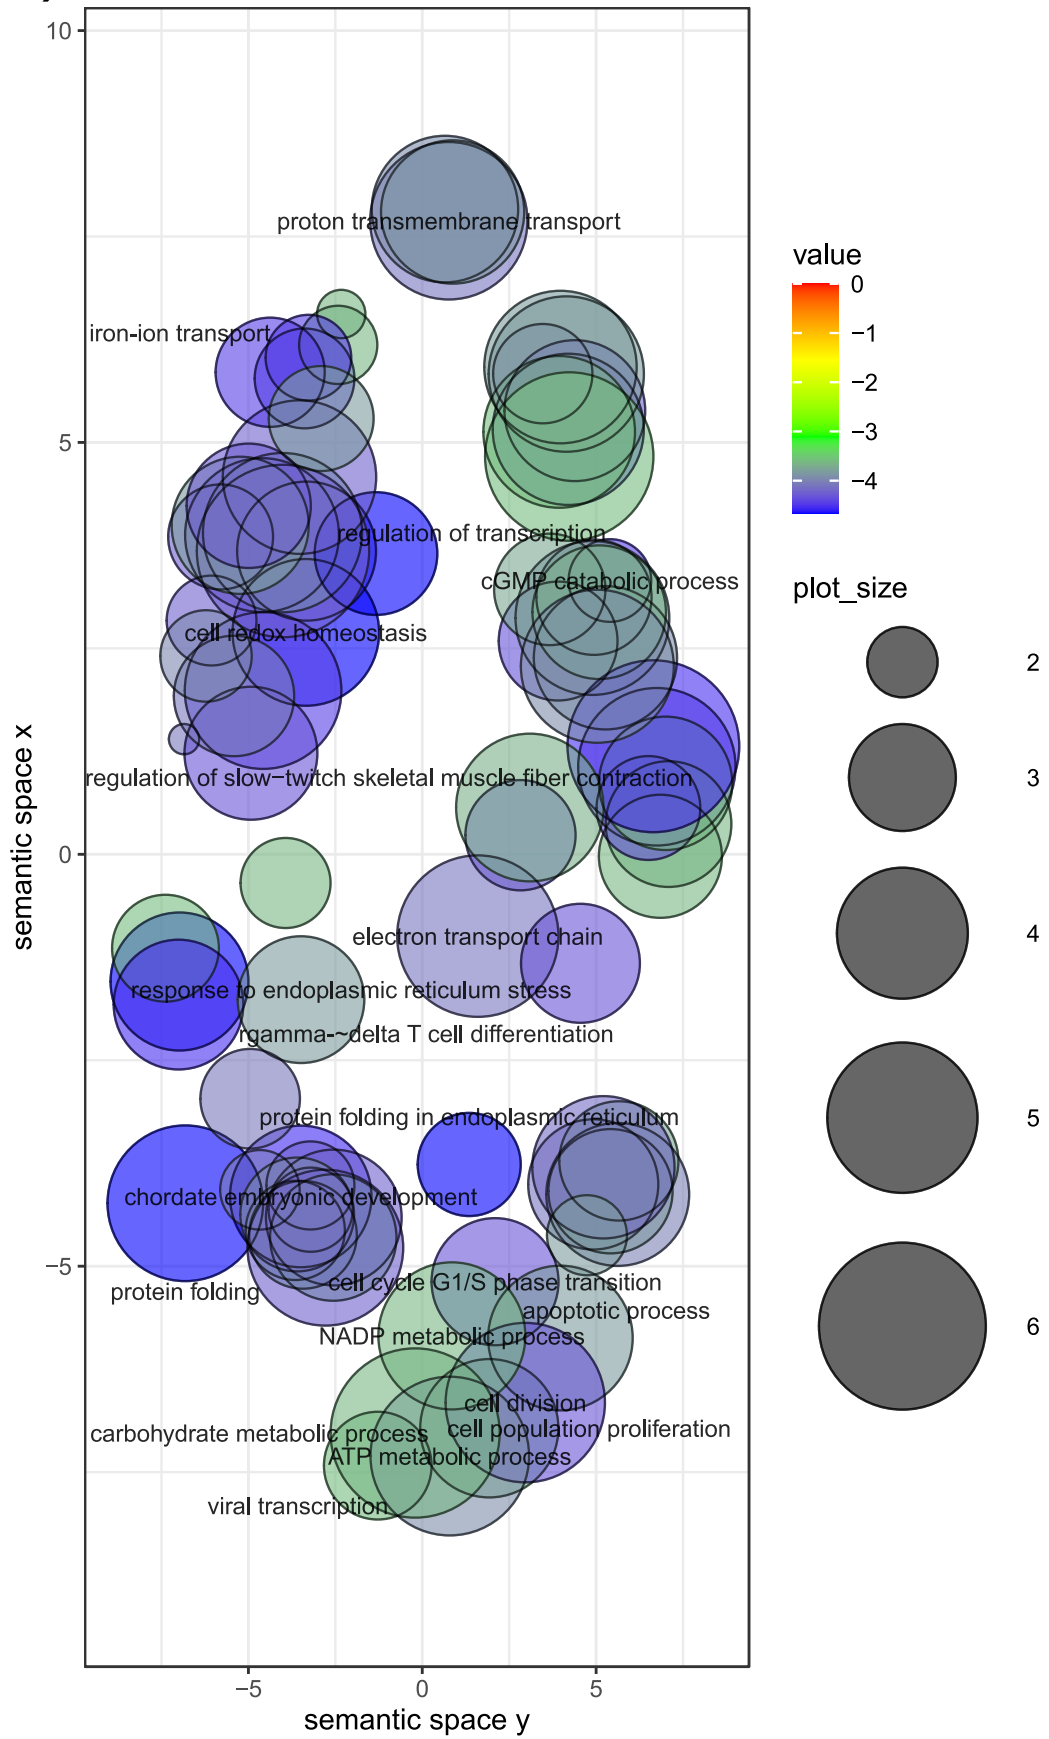 10
proton transmembrane transport
iron-ion transport
5
regulation of transcription
cGMP catabolic process
cell redox homeostasis
regulation of slow−twitch skeletal muscle fiber contraction
0
electron transport chain
response to endoplasmic reticulum stress
rgamma-~delta T cell differentiation
protein folding in endoplasmic reticulum
chordate embryonic development
−5
cell cycle G1/S phase transition
protein folding
apoptotic process
NADP metabolic process
cell division
cell population proliferation
carbohydrate metabolic process
ATP metabolic process
viral transcription
−5 0 5
semantic space y
semantic space x
value
0
−1
−2
−3
−4
plot_size
2
3
4
5
6